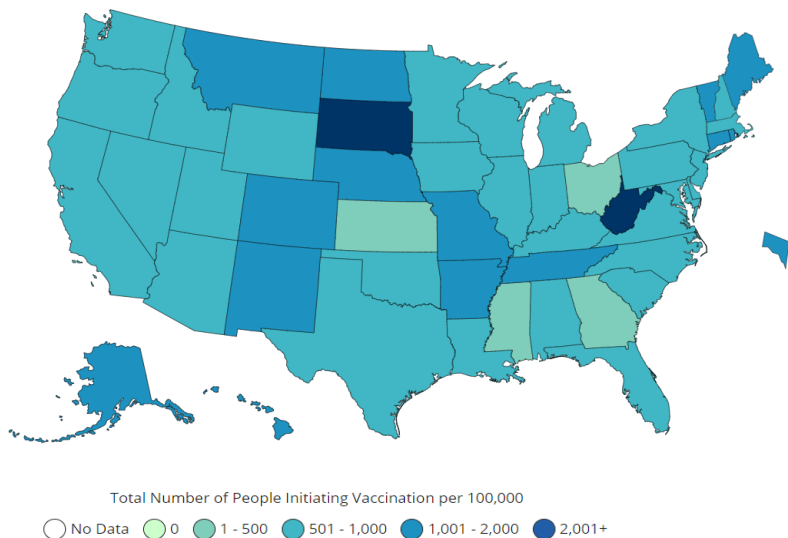 Total Number of People Initiating Vaccination per 100,000
No Data 0 1 - 500 501 - 1,000 1,001 - 2,000 2,001+